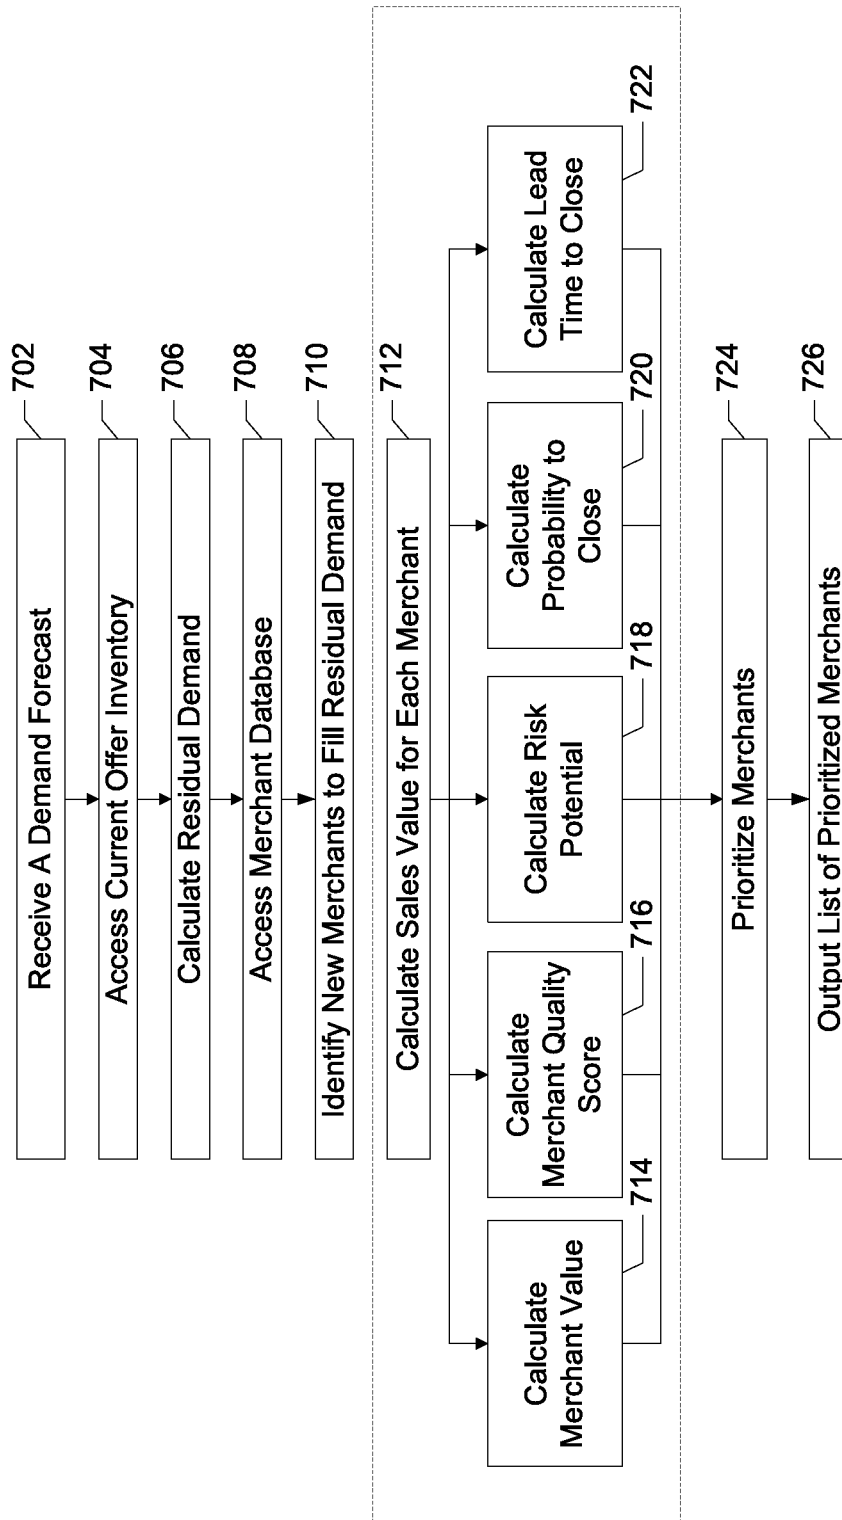 702
Receive A Demand Forecast
704
Access Current Offer Inventory
706
Calculate Residual Demand
708
Access Merchant Database
710
Identify New Merchants to Fill Residual Demand
712
Calculate Sales Value for Each Merchant
Calculate
Merchant Value
714
Calculate
Merchant Quality
Score
716
Calculate Risk
Potential
718
Calculate
Probability to
Close
720
Calculate Lead
Time to Close
722
724
Prioritize Merchants
726
Output List of Prioritized Merchants